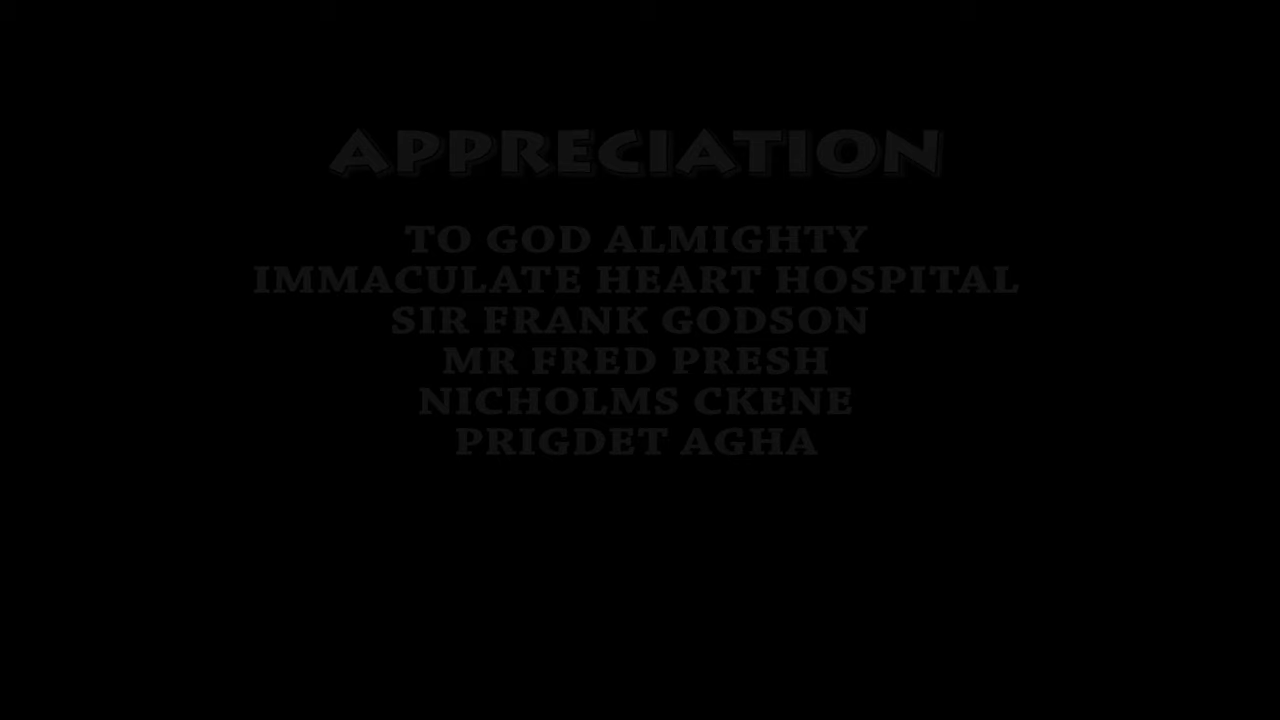 APPRECIATION
TO GOD ALMIGHTY
IMMACULATE HEART HOSPITAL
SIR FRANK GODSON
MR FRED PRESH
NICHOLMS CKENE
PRIGDET AGHA